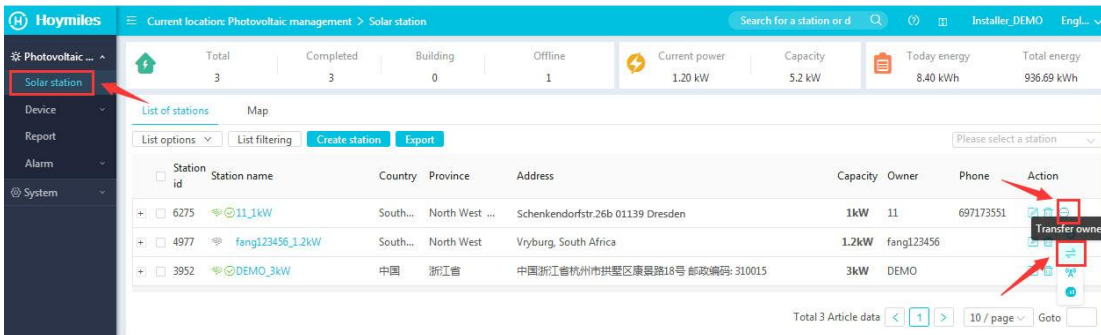 Hoymiles
Current location: Photovoltaic management > Solar station
Search for a station or d
Installer_DEMO
Engl...
Photovoltaic ...
Solar station
Device
Report
Alarm
System
Total
3
Completed
3
Building
0
Offline
1
Current power
1.20 kW
Capacity
5.2 kW
Today energy
8.40 kWh
Total energy
936.69 kWh
List of stations
Map
List options
List filtering
Create station
Export
Please select a station
Station id Station name Country Province Address Capacity Owner Phone Action
6275 11_1kW South... North West ... Schenkendorfstr.26b 01139 Dresden 1kW 11 697173551
Transfer owne
4977 fang123456_1.2kW South... North West Vryburg, South Africa 1.2kW fang123456
3952 DEMO_3kW 中国 浙江省 中国浙江省杭州市拱墅区康景路18号 邮政编码: 310015 3kW DEMO
Total 3 Article data < 1 > 10 / page Goto